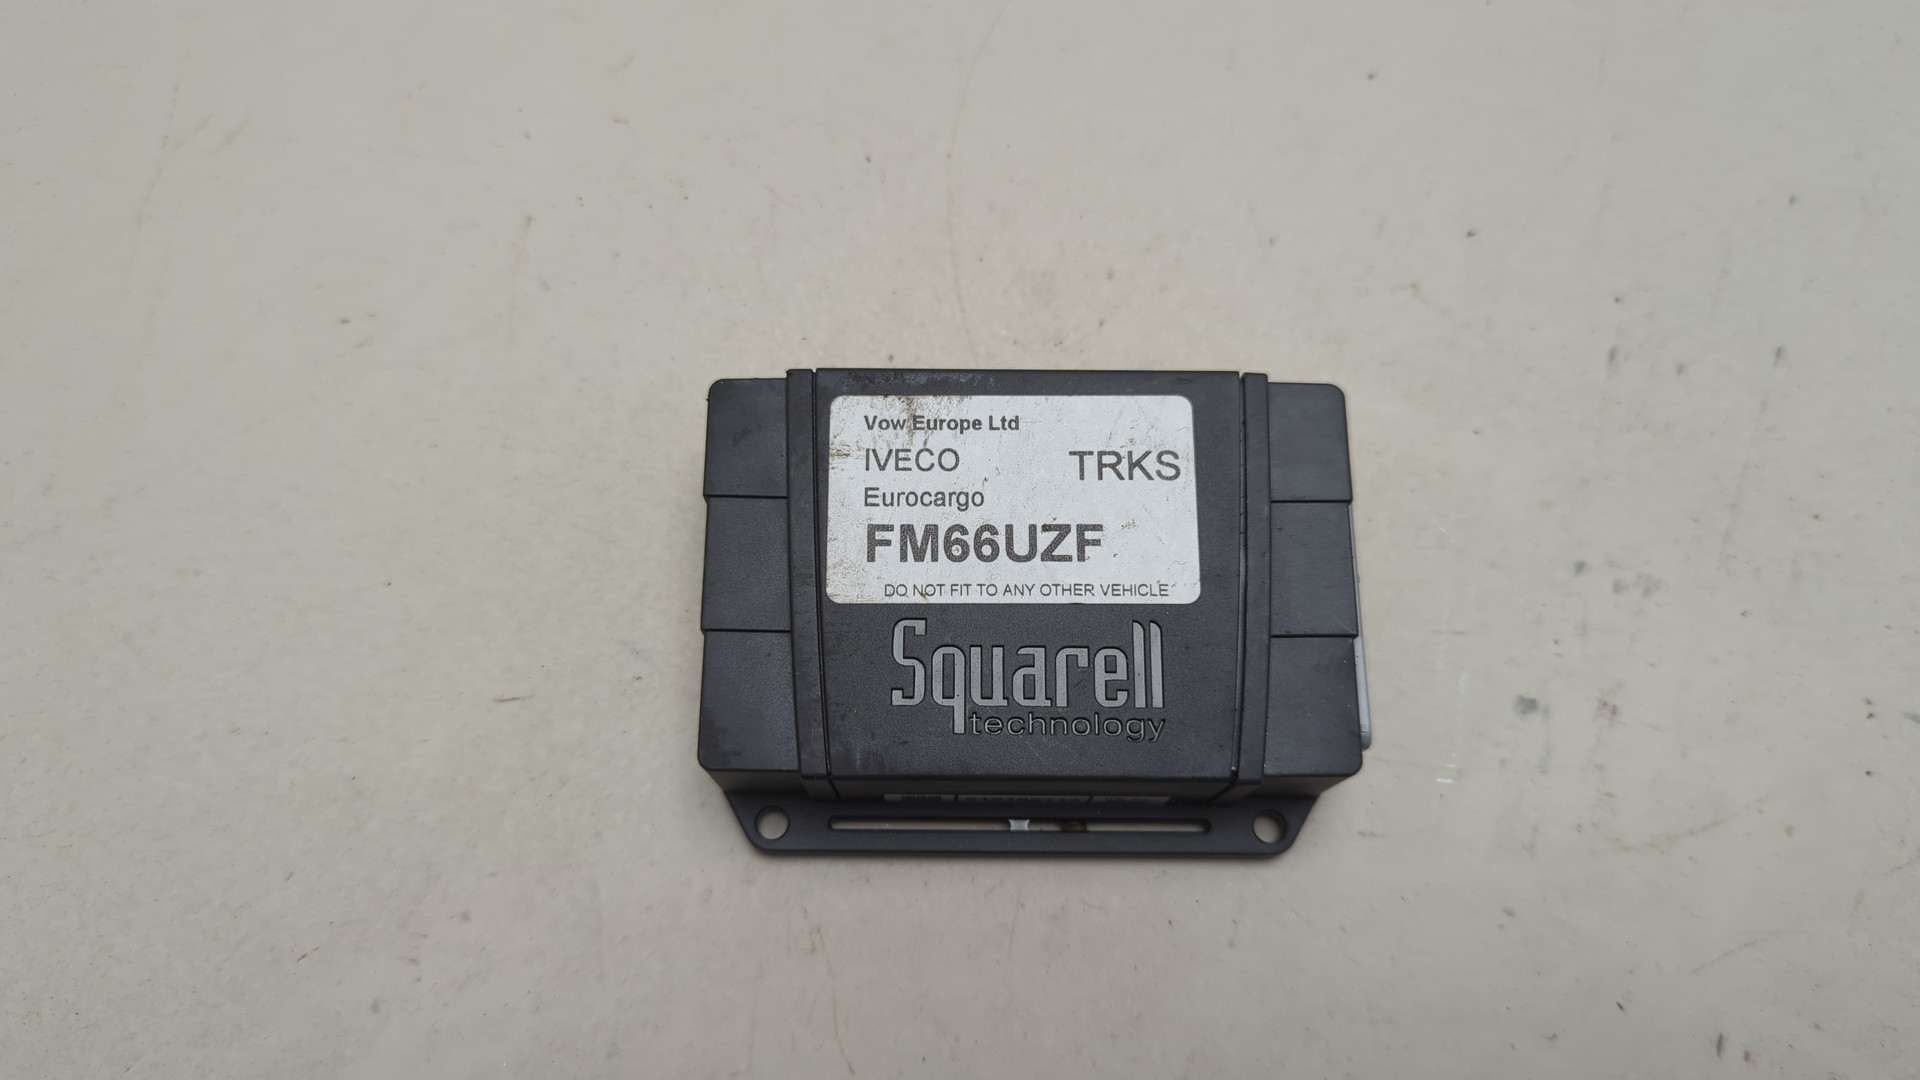 Vow Europe Ltd
IVECO TRKS
Eurocargo
FM66UZF
DO NOT FIT TO ANY OTHER VEHICLE
Squarell
technology